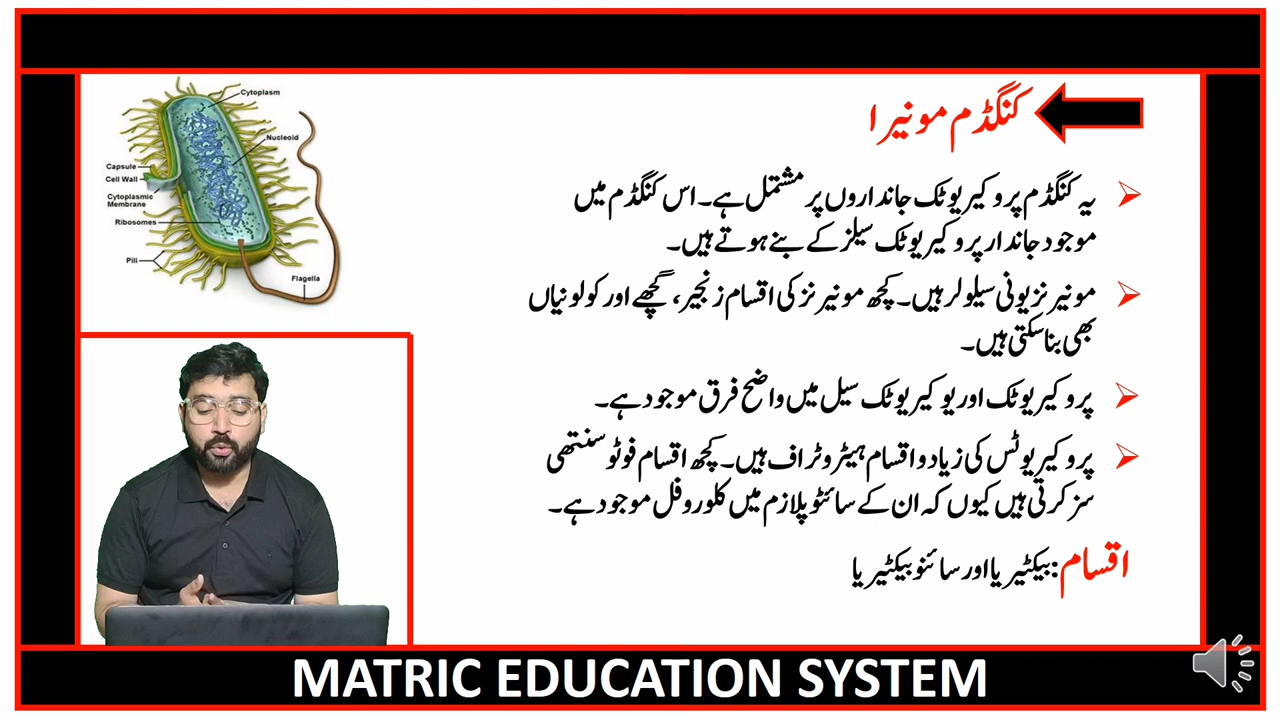 کنگڈم مونیرا
یہ کنگڈم پروکیریوٹک جانداروں پر مشتمل ہے۔ اس کنگڈم میں
موجود جاندار پروکیریوٹک سیلز کے بنے ہوتے ہیں۔
مونیرنز یونی سیلولر ہیں۔ کچھ مونیرنز کی اقسام زنجیر، گچھے اور کولونیاں
بھی بنا سکتی ہیں۔
پروکیریوٹک اور یوکیریوٹک سیل میں واضح فرق موجود ہے۔
پروکیریوٹس کی زیادو اقسام ہیٹروٹراف ہیں۔ کچھ اقسام فوٹو سنتھی
سز کرتی ہیں کیوں کہ ان کے سائٹوپلازم میں کلوروفل موجود ہے۔
اقسام: بیکٹیریا اور سائنوبیکٹیریا
Cytoplasm
Nucleoid
Capsule
Cell Wall
Cytoplasmic
Membrane
Ribosomes
Pili
Flagella
MATRIC EDUCATION SYSTEM